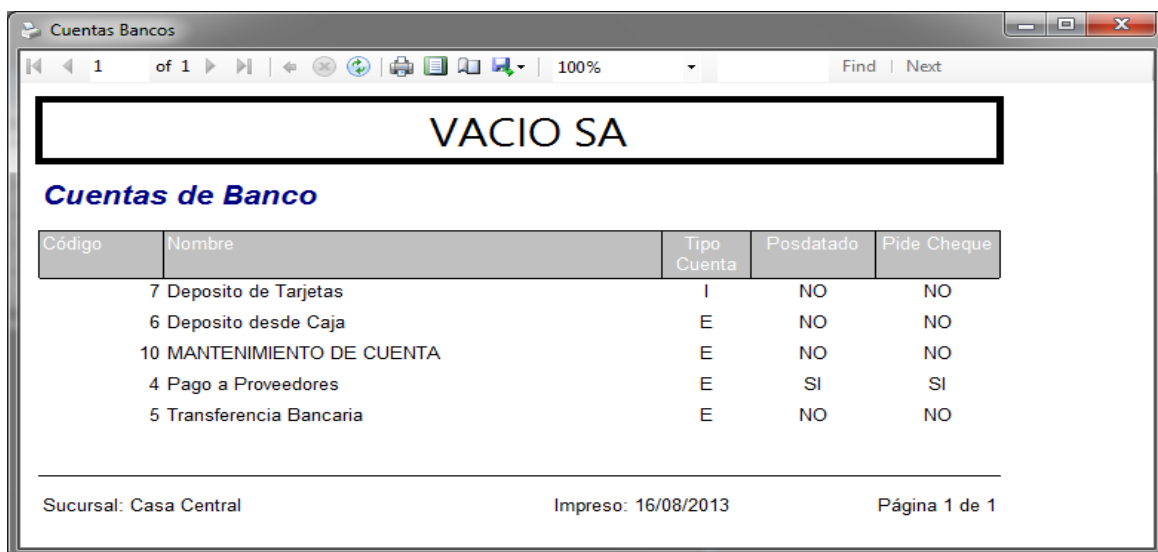 Cuentas Bancos
1 of 1 100% Find | Next
VACIO SA
Cuentas de Banco
Código Nombre Tipo Cuenta Posdatado Pide Cheque
7 Deposito de Tarjetas I NO NO
6 Deposito desde Caja E NO NO
10 MANTENIMIENTO DE CUENTA E NO NO
4 Pago a Proveedores E SI SI
5 Transferencia Bancaria E NO NO
Sucursal: Casa Central Impreso: 16/08/2013 Página 1 de 1